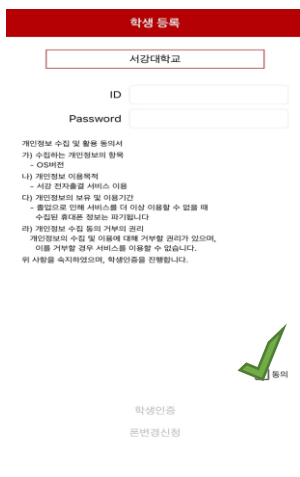 학생 등록
서강대학교
ID
Password
개인정보 수집 및 활용 동의서
가) 수집하는 개인정보의 항목
- OS버전
나) 개인정보 이용목적
- 서강 전자출결 서비스 이용
다) 개인정보의 보유 및 이용기간
- 졸업으로 인해 서비스를 더 이상 이용할 수 없을 때
수집된 휴대폰 정보는 파기됩니다
라) 개인정보 수집 동의 거부의 권리
개인정보의 수집 및 이용에 대해 거부할 권리가 있으며,
이를 거부할 경우 서비스를 이용할 수 없습니다.
위 사항을 숙지하였으며, 학생인증을 진행합니다.
동의
학생인증
폰변경신청